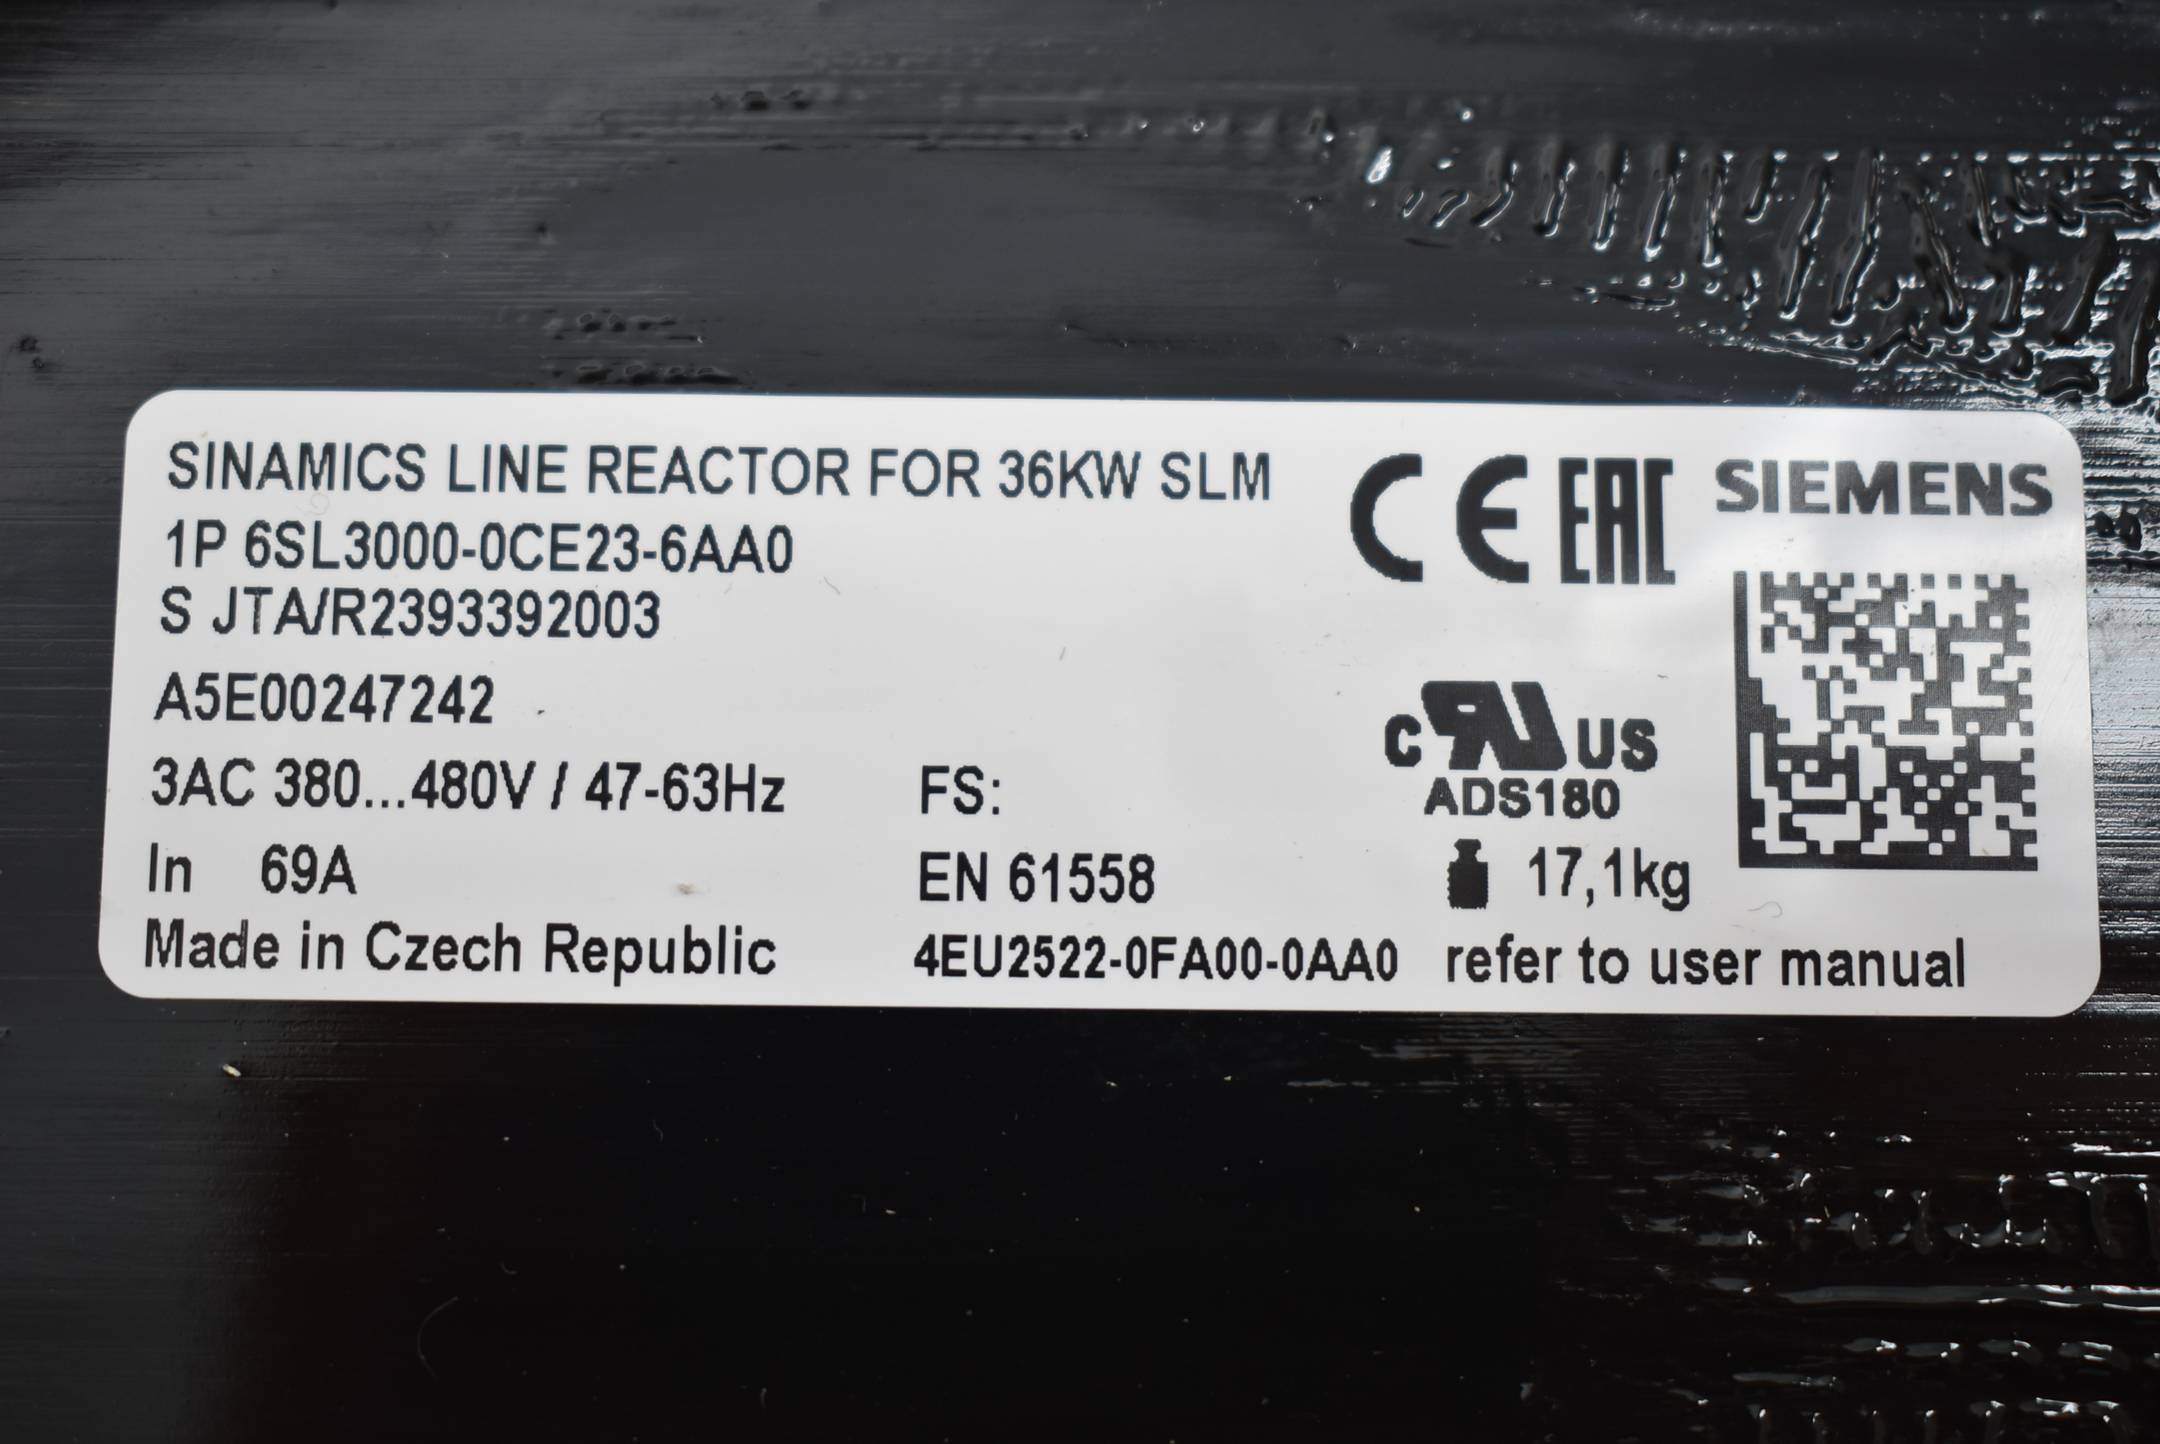 SINAMICS LINE REACTOR FOR 36KW SLM
1P 6SL3000-0CE23-6AA0
S JTA/R2393392003
A5E00247242
3AC 380...480V / 47-63Hz
In 69A
Made in Czech Republic
FS:
EN 61558
4EU2522-0FA00-0AA0
CE EAC
SIEMENS
c RU US
ADS180
17,1kg
refer to user manual